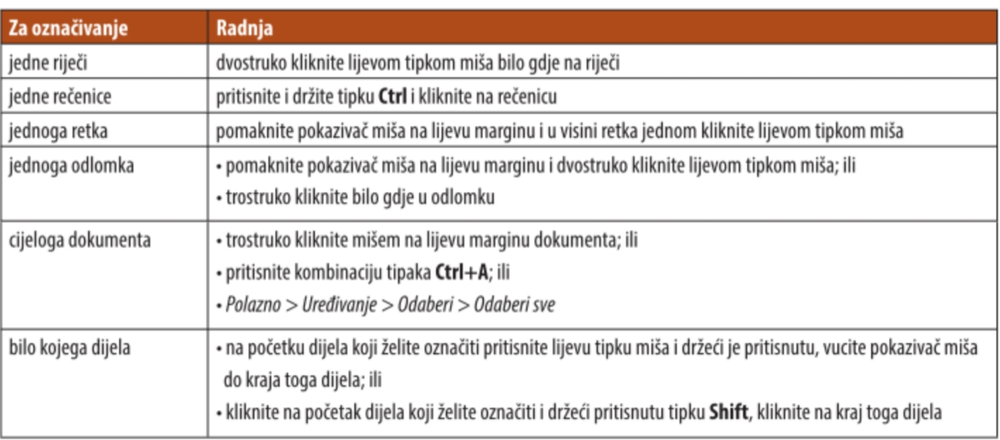 Za označivanje Radnja
jedne riječi dvostruko kliknite lijevom tipkom miša bilo gdje na riječi
jedne rečenice pritisnite i držite tipku Ctrl i kliknite na rečenicu
jednoga retka pomaknite pokazivač miša na lijevu marginu i u visini retka jednom kliknite lijevom tipkom miša
jednoga odlomka • pomaknite pokazivač miša na lijevu marginu i dvostruko kliknite lijevom tipkom miša; ili
• trostruko kliknite bilo gdje u odlomku
cijeloga dokumenta • trostruko kliknite mišem na lijevu marginu dokumenta; ili
• pritisnite kombinaciju tipaka Ctrl+A; ili
• Polazno > Uređivanje > Odaberi > Odaberi sve
bilo kojega dijela • na početku dijela koji želite označiti pritisnite lijevu tipku miša i držeći je pritisnutu, vucite pokazivač miša
do kraja toga dijela; ili
• kliknite na početak dijela koji želite označiti i držeći pritisnutu tipku Shift, kliknite na kraj toga dijela